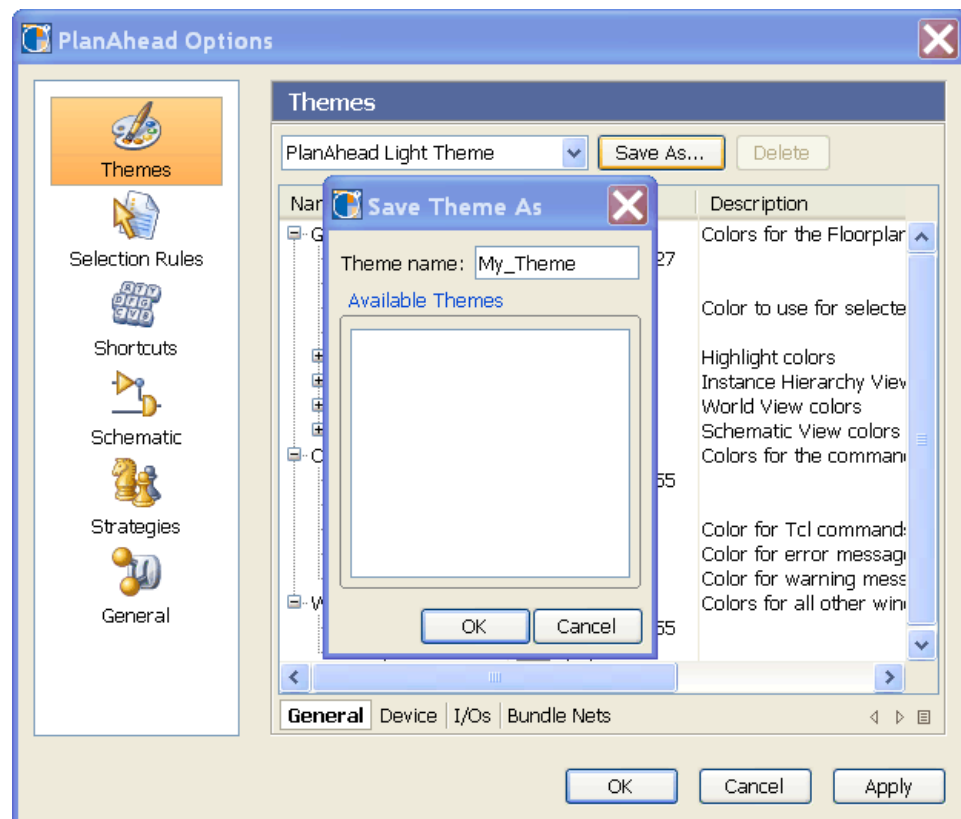 PlanAhead Options
Themes
Selection Rules
Shortcuts
Schematic
Strategies
General
Themes
PlanAhead Light Theme
Save As...
Delete
Description
Colors for the Floorplar
27
Color to use for selecte
Highlight colors
Instance Hierarchy View
World View colors
Schematic View colors
Colors for the comman
55
Color for Tcl command
Color for error messag
Color for warning mess
Colors for all other win
55
Save Theme As
Theme name: My_Theme
Available Themes
OK Cancel
General Device I/Os Bundle Nets
OK Cancel Apply